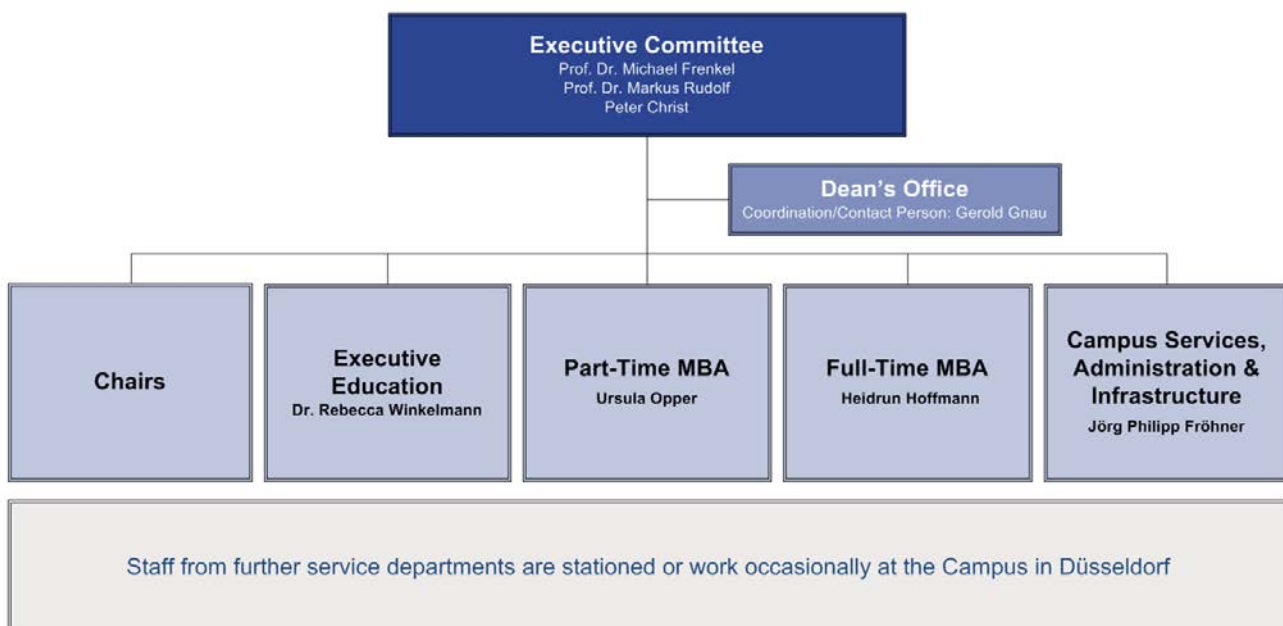 Executive Committee
Prof. Dr. Michael Frenkel
Prof. Dr. Markus Rudolf
Peter Christ
Dean's Office
Coordination/Contact Person: Gerold Gnau
Chairs
Executive
Education
Dr. Rebecca Winkelmann
Part-Time MBA
Ursula Opper
Full-Time MBA
Heidrun Hoffmann
Campus Services,
Administration &
Infrastructure
Jörg Philipp Fröhner
Staff from further service departments are stationed or work occasionally at the Campus in Düsseldorf